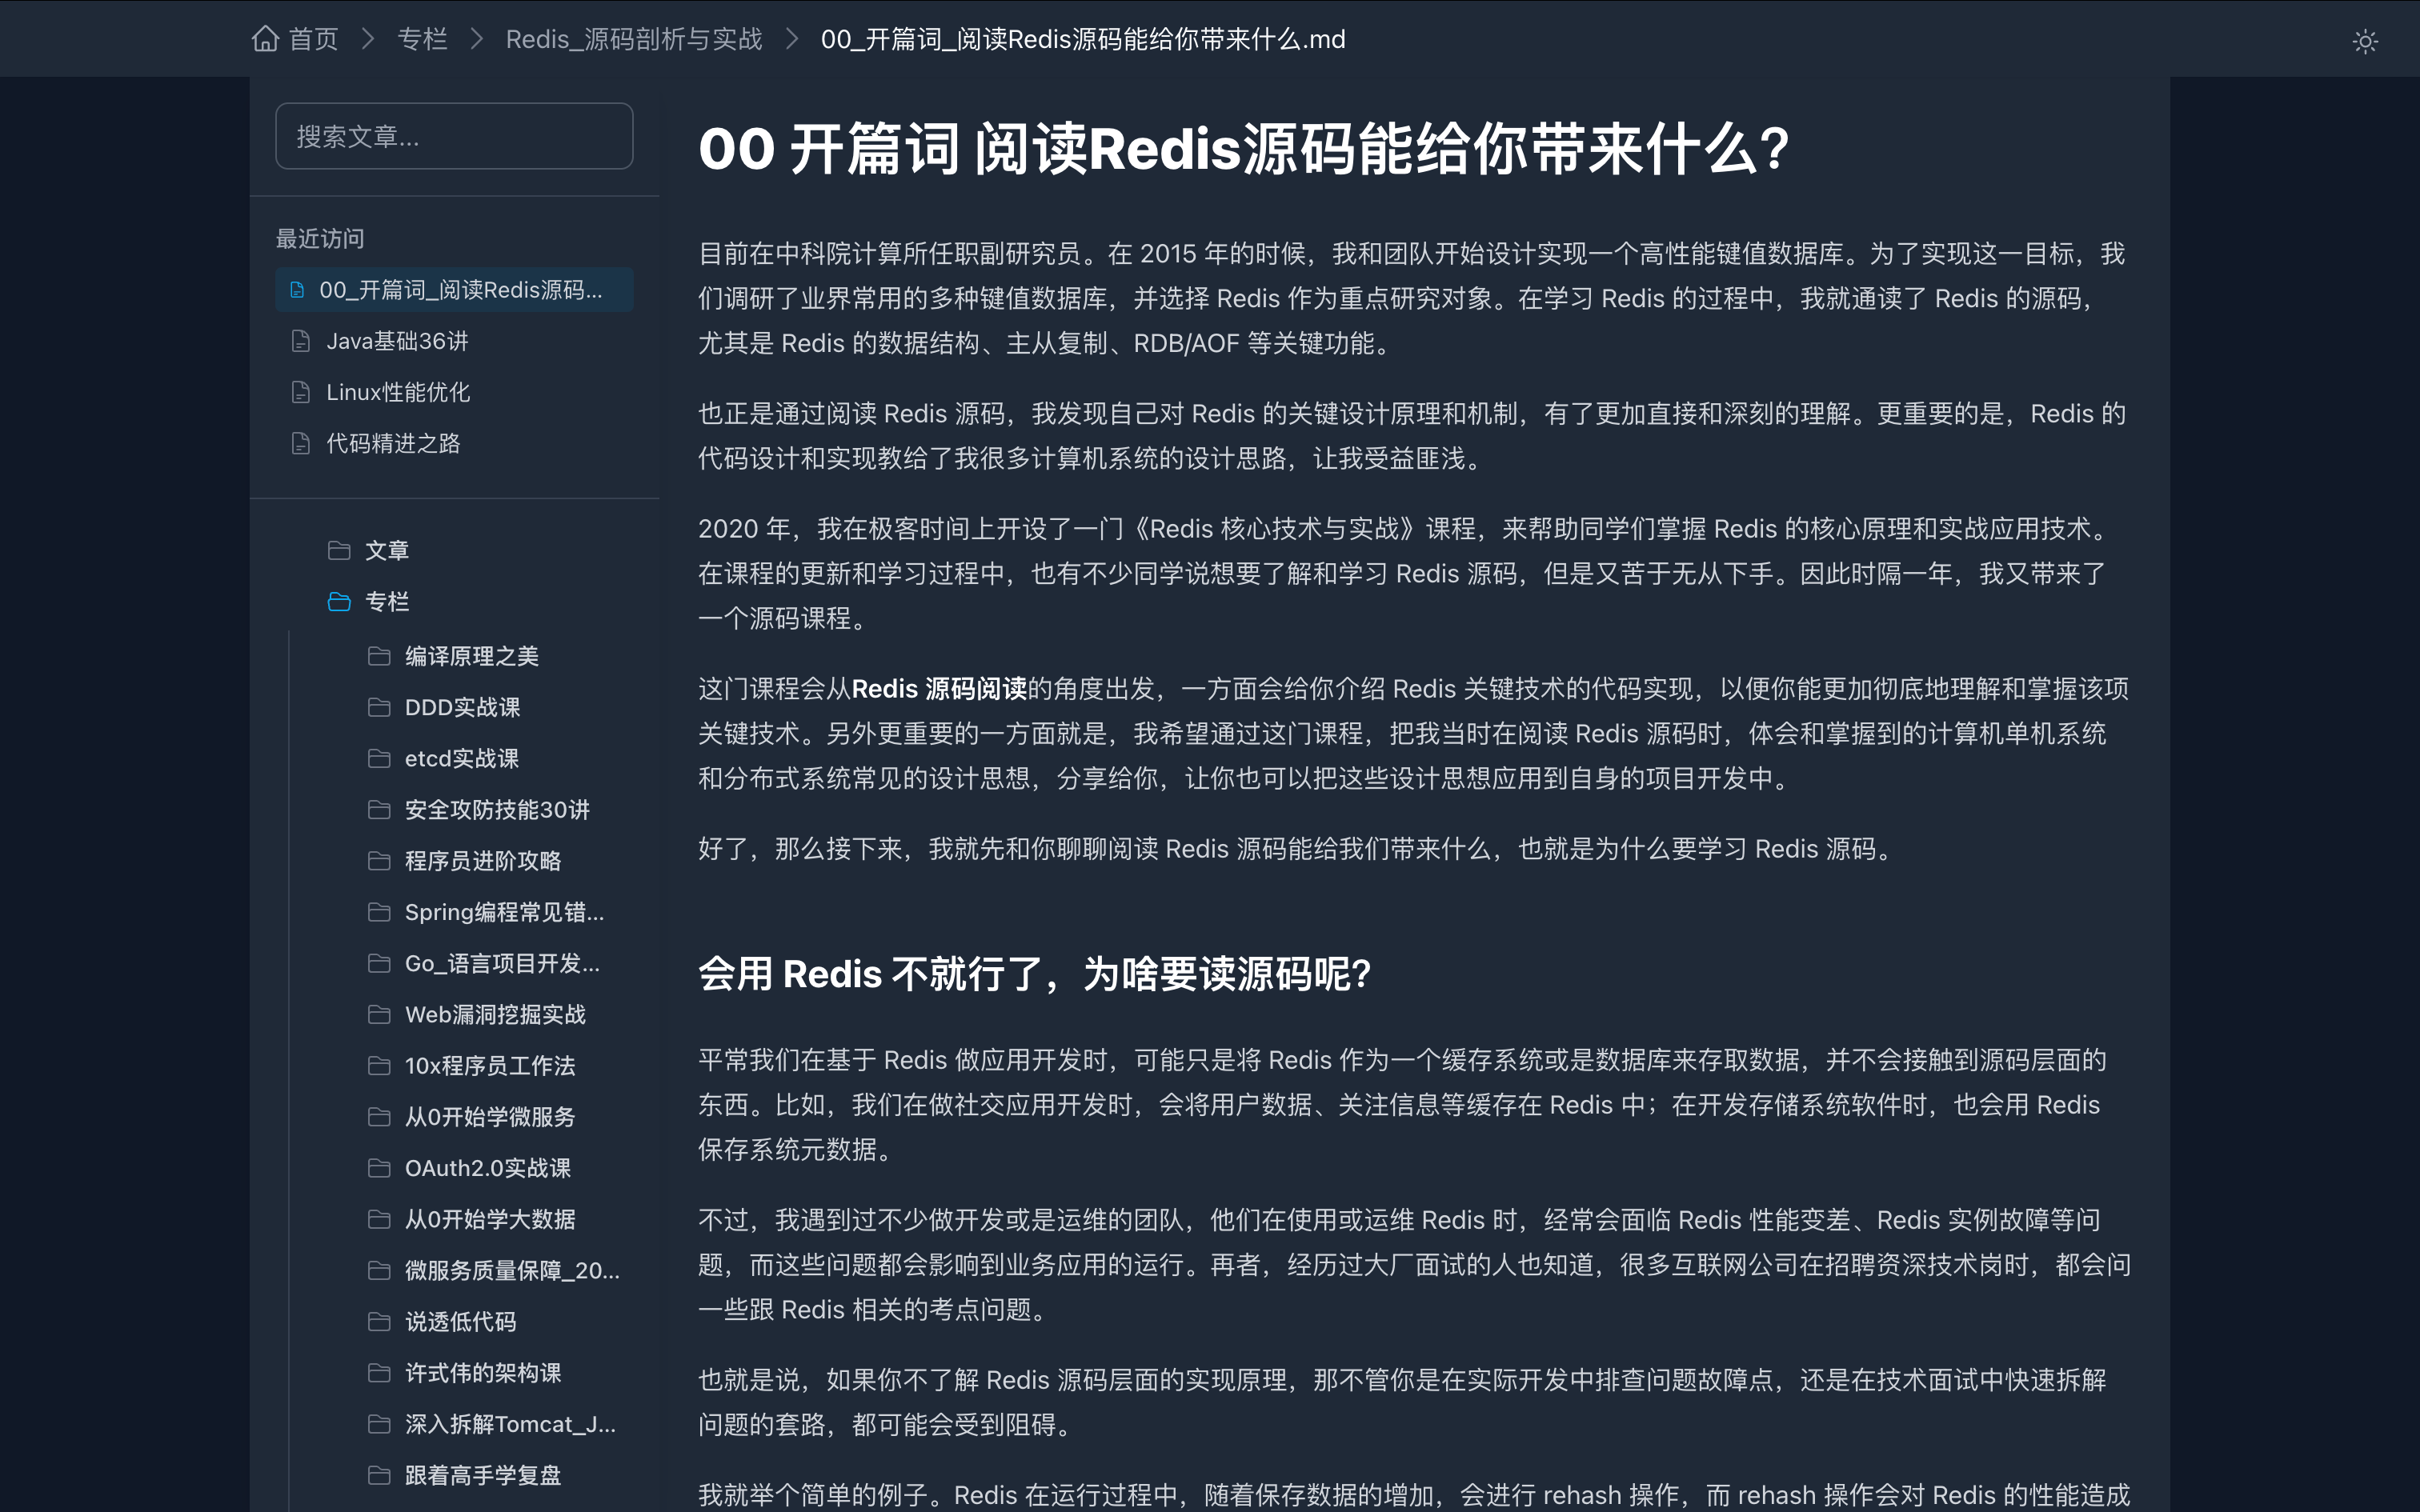 首页 > 专栏 > Redis_源码剖析与实战 > 00_开篇词_阅读Redis源码能给你带来什么.md
搜索文章...
最近访问
00_开篇词_阅读Redis源码...
Java基础36讲
Linux性能优化
代码精进之路
文章
专栏
编译原理之美
DDD实战课
etcd实战课
安全攻防技能30讲
程序员进阶攻略
Spring编程常见错...
Go_语言项目开发...
Web漏洞挖掘实战
10x程序员工作法
从0开始学微服务
OAuth2.0实战课
从0开始学大数据
微服务质量保障_20...
说透低代码
许式伟的架构课
深入拆解Tomcat_J...
跟着高手学复盘
00 开篇词 阅读Redis源码能给你带来什么?
目前在中科院计算所任职副研究员。在 2015 年的时候，我和团队开始设计实现一个高性能键值数据库。为了实现这一目标，我
们调研了业界常用的多种键值数据库，并选择 Redis 作为重点研究对象。在学习 Redis 的过程中，我就通读了 Redis 的源码，
尤其是 Redis 的数据结构、主从复制、RDB/AOF 等关键功能。
也正是通过阅读 Redis 源码，我发现自己对 Redis 的关键设计原理和机制，有了更加直接和深刻的理解。更重要的是，Redis 的
代码设计和实现教给了我很多计算机系统的设计思路，让我受益匪浅。
2020 年，我在极客时间上开设了一门《Redis 核心技术与实战》课程，来帮助同学们掌握 Redis 的核心原理和实战应用技术。
在课程的更新和学习过程中，也有不少同学说想要了解和学习 Redis 源码，但是又苦于无从下手。因此时隔一年，我又带来了
一个源码课程。
这门课程会从Redis 源码阅读的角度出发，一方面会给你介绍 Redis 关键技术的代码实现，以便你能更加彻底地理解和掌握该项
关键技术。另外更重要的一方面就是，我希望通过这门课程，把我当时在阅读 Redis 源码时，体会和掌握到的计算机单机系统
和分布式系统常见的设计思想，分享给你，让你也可以把这些设计思想应用到自身的项目开发中。
好了，那么接下来，我就先和你聊聊阅读 Redis 源码能给我们带来什么，也就是为什么要学习 Redis 源码。
会用 Redis 不就行了，为啥要读源码呢?
平常我们在基于 Redis 做应用开发时，可能只是将 Redis 作为一个缓存系统或是数据库来存取数据，并不会接触到源码层面的
东西。比如，我们在做社交应用开发时，会将用户数据、关注信息等缓存在 Redis 中；在开发存储系统软件时，也会用 Redis
保存系统元数据。
不过，我遇到过不少做开发或是运维的团队，他们在使用或运维 Redis 时，经常会面临 Redis 性能变差、Redis 实例故障等问
题，而这些问题都会影响到业务应用的运行。再者，经历过大厂面试的人也知道，很多互联网公司在招聘资深技术岗时，都会问
一些跟 Redis 相关的考点问题。
也就是说，如果你不了解 Redis 源码层面的实现原理，那不管你是在实际开发中排查问题故障点，还是在技术面试中快速拆解
问题的套路，都可能会受到阻碍。
我就举个简单的例子。Redis 在运行过程中，随着保存数据的增加，会进行 rehash 操作，而 rehash 操作会对 Redis 的性能造成